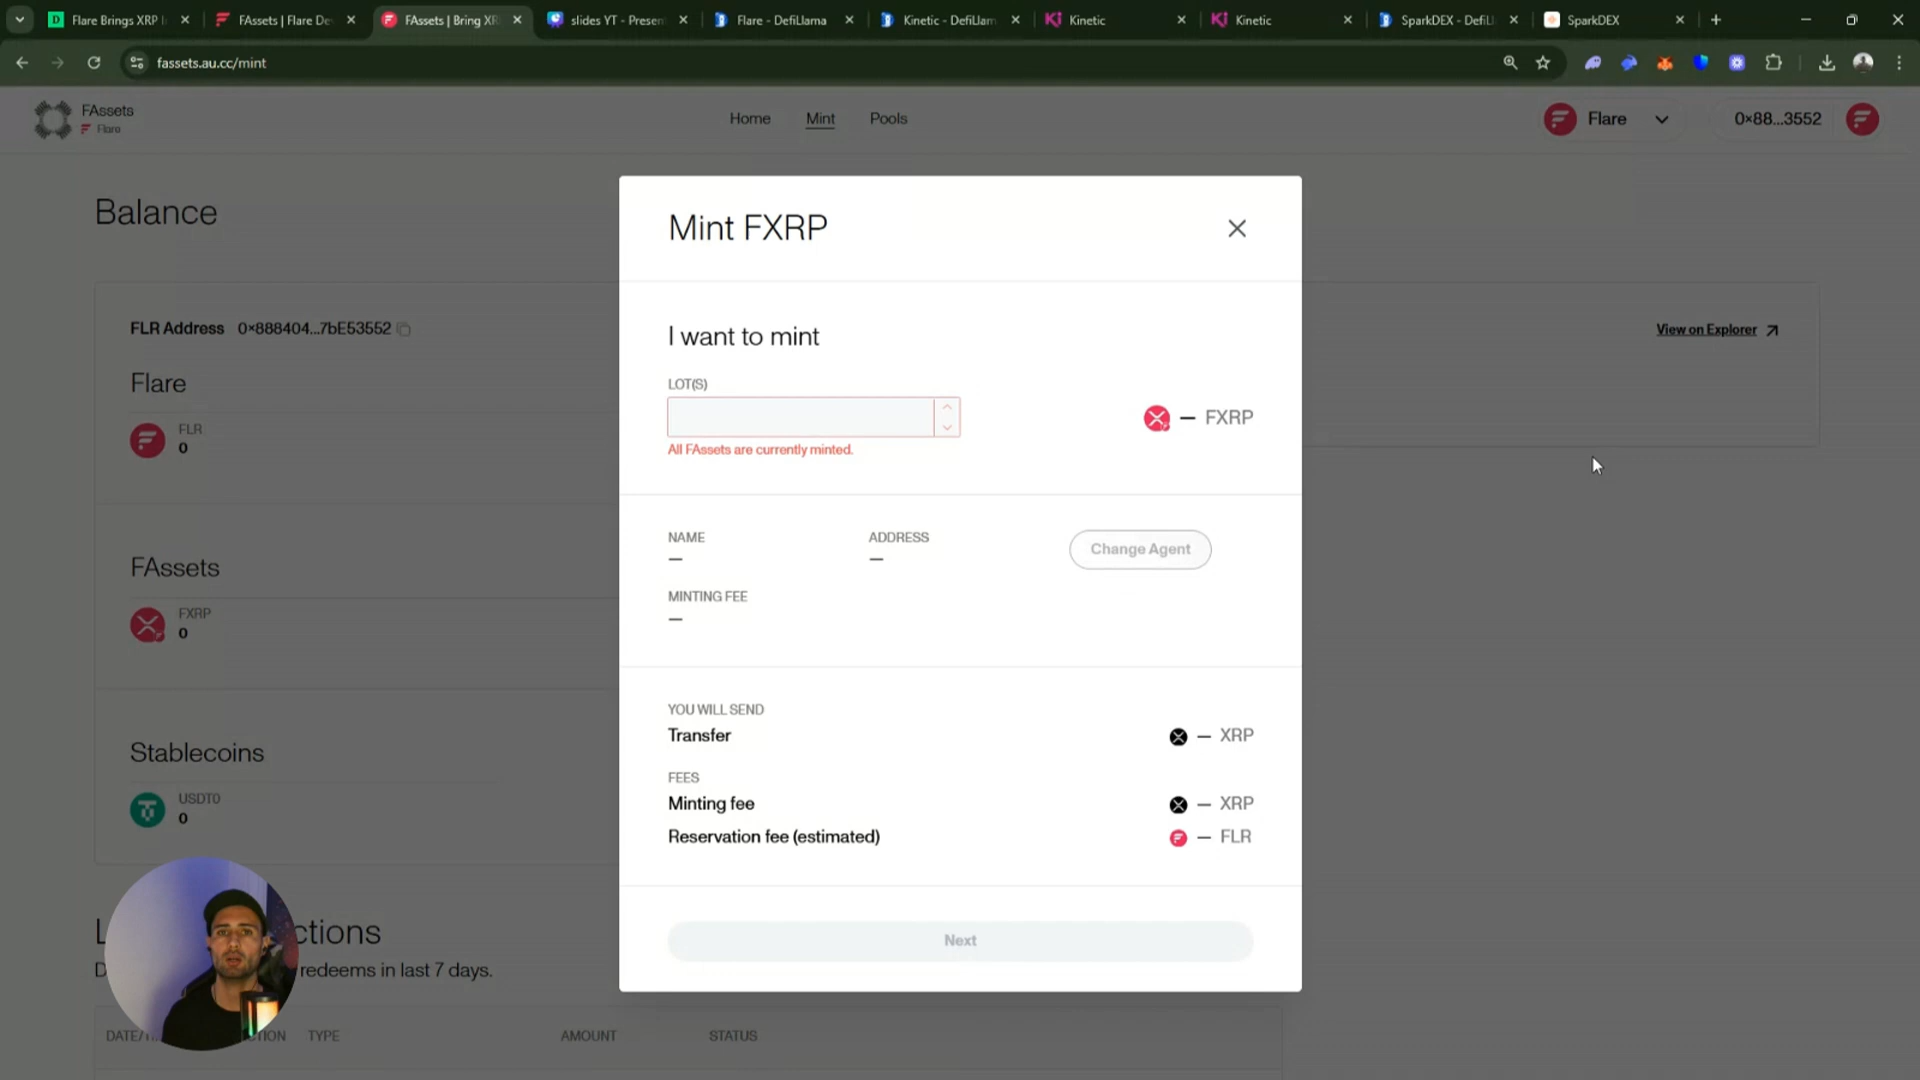 Flare Brings XRP I
FAssets | Flare De
FAssets | Bring XR
slides YT - Presen
Flare - DefiLlama
Kinetic - DefiLlam
Kinetic
Kinetic
SparkDEX - DefiL
SparkDEX
fassets.au.cc/mint
FAssets
Flare
Home
Mint
Pools
Flare
0×88...3552
Balance
FLR Address 0×888404...7bE53552
View on Explorer
Flare
FLR
0
FAssets
FXRP
0
Stablecoins
USDT0
0
Mint FXRP
I want to mint
LOT(S)
— FXRP
All FAssets are currently minted.
NAME
—
ADDRESS
—
Change Agent
MINTING FEE
—
YOU WILL SEND
Transfer
— XRP
FEES
Minting fee
— XRP
Reservation fee (estimated)
— FLR
Next
redeems in last 7 days.
TYPE
AMOUNT
STATUS